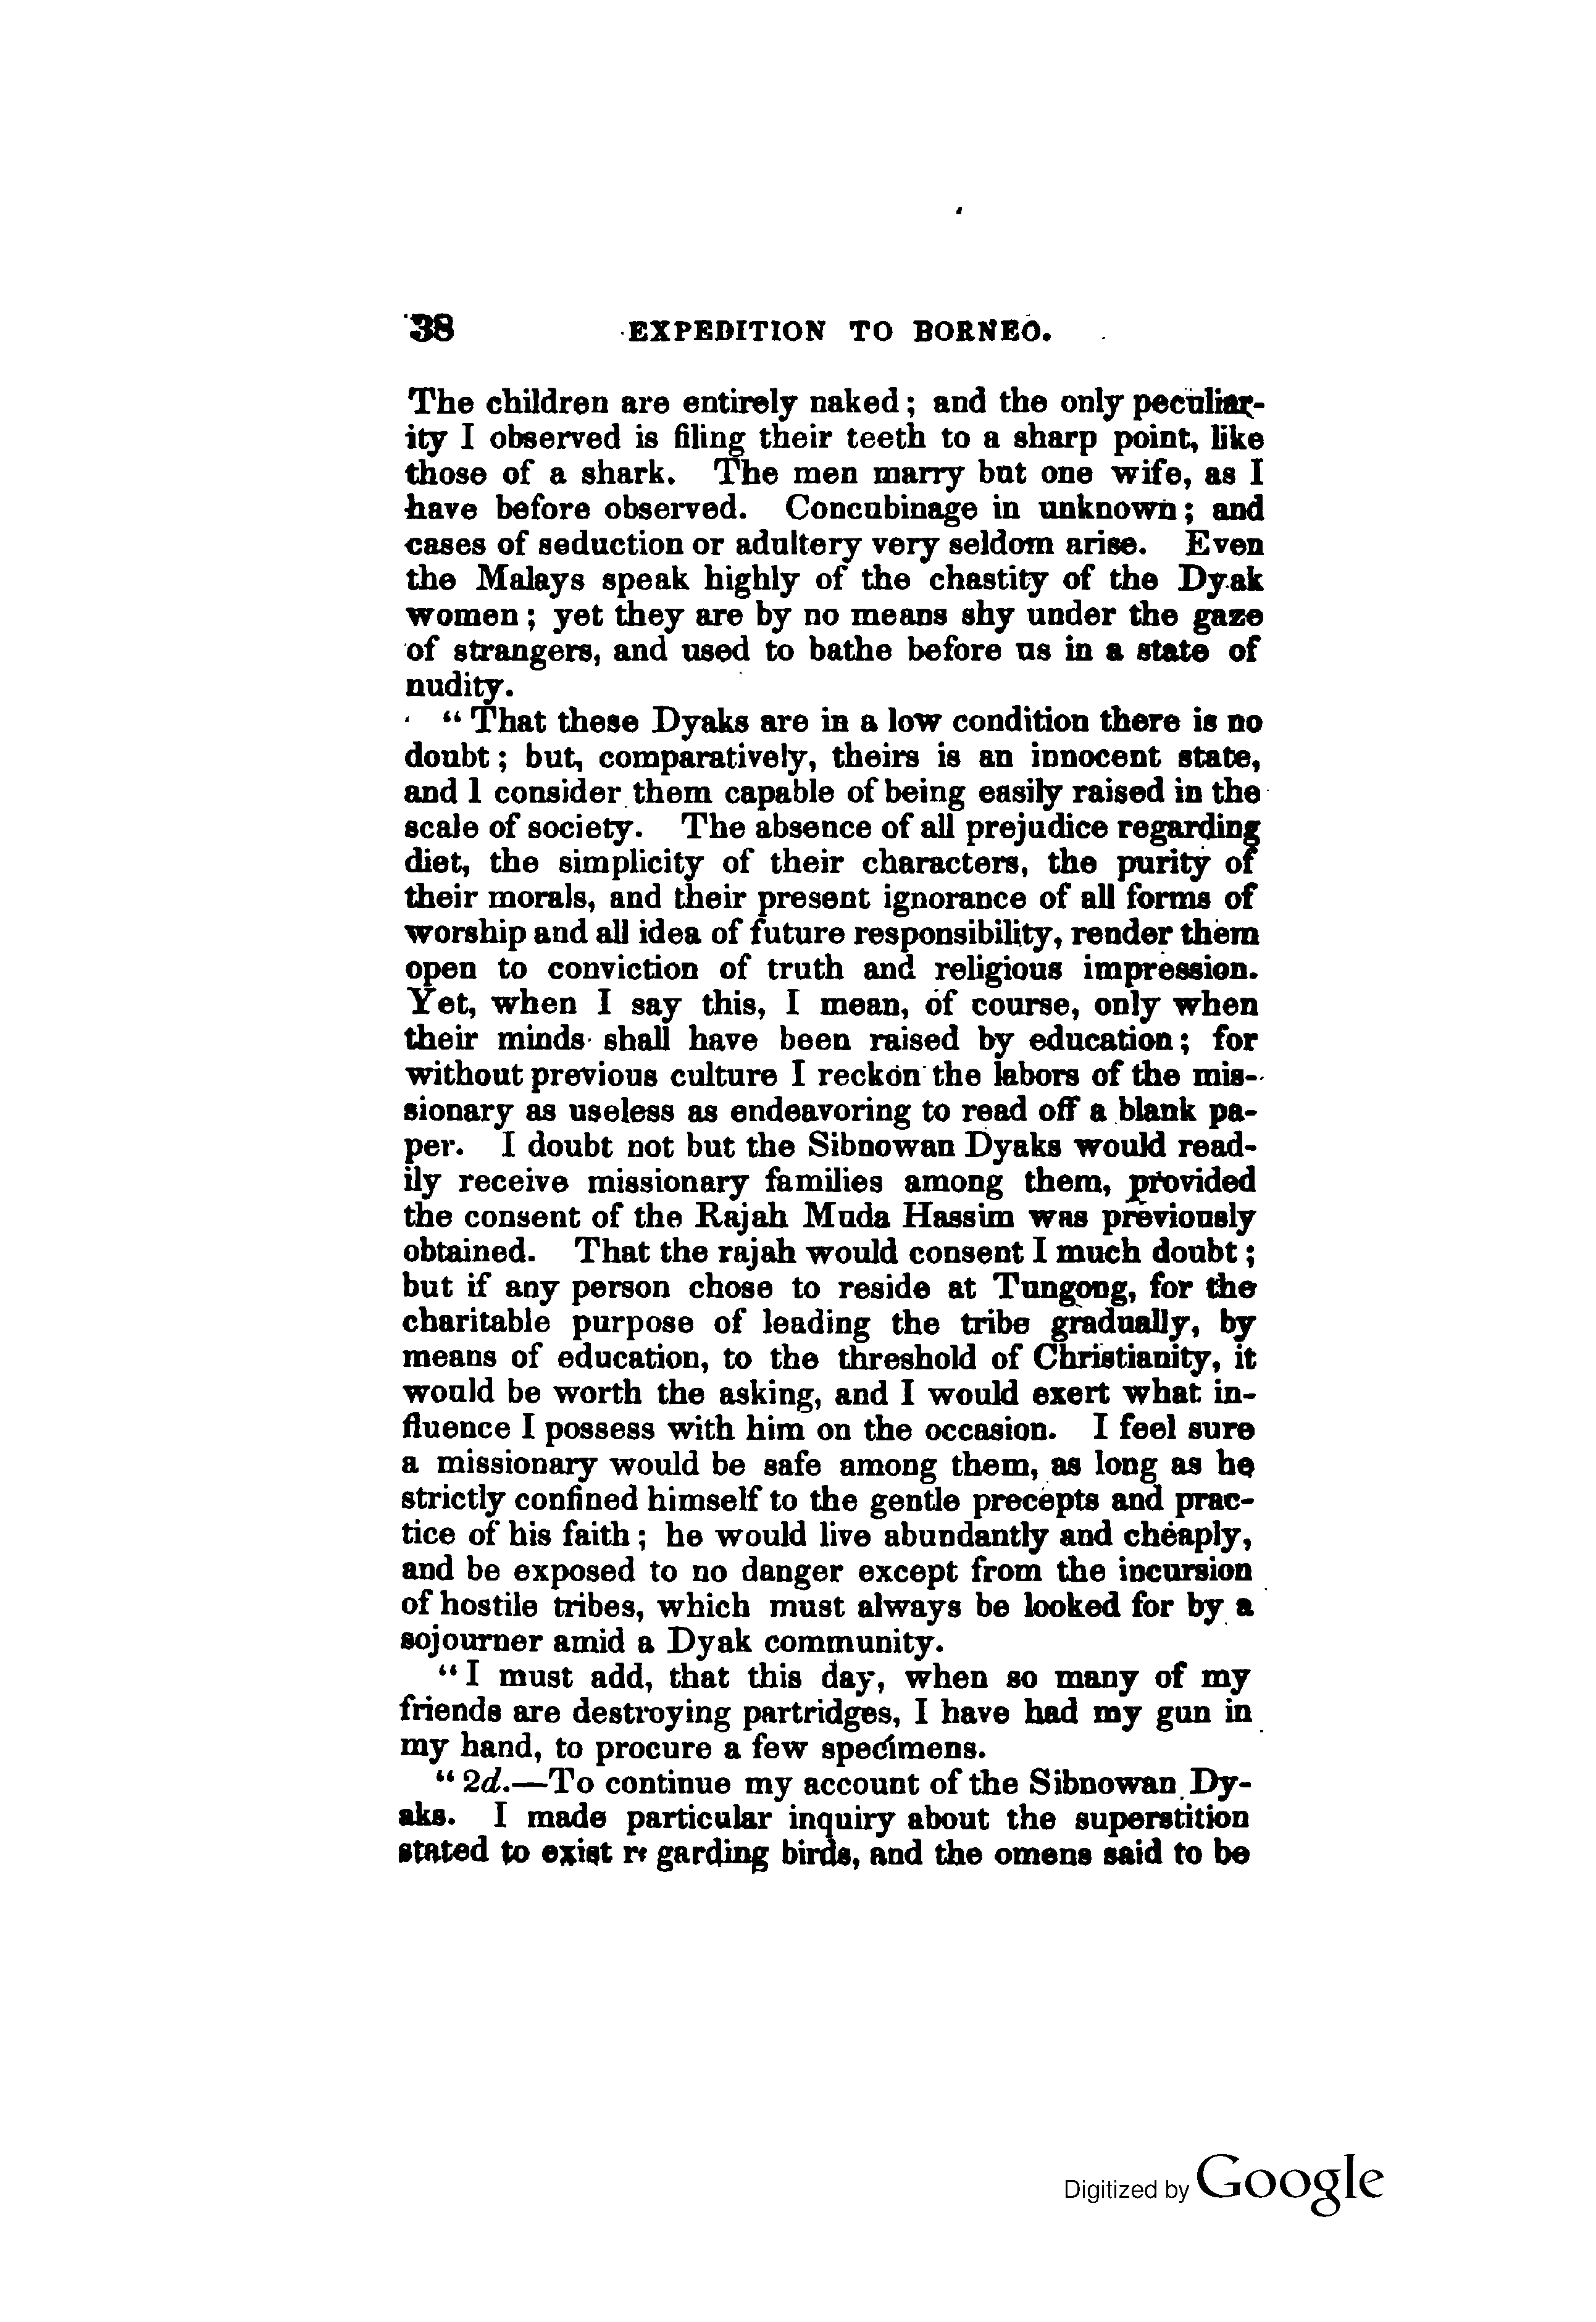 38 EXPEDITION TO BORNEO.
The children are entirely naked; and the only peculiar-
ity I observed is filing their teeth to a sharp point, like
those of a shark. The men marry but one wife, as I
have before observed. Concubinage in unknown; and
cases of seduction or adultery very seldom arise. Even
the Malays speak highly of the chastity of the Dyak
women; yet they are by no means shy under the gaze
of strangers, and used to bathe before us in a state of
nudity.
“That these Dyaks are in a low condition there is no
doubt; but, comparatively, theirs is an innocent state,
and I consider them capable of being easily raised in the
scale of society. The absence of all prejudice regarding
diet, the simplicity of their characters, the purity of
their morals, and their present ignorance of all forms of
worship and all idea of future responsibility, render them
open to conviction of truth and religious impression.
Yet, when I say this, I mean, of course, only when
their minds shall have been raised by education; for
without previous culture I reckon the labors of the mis-
sionary as useless as endeavoring to read off a blank pa-
per. I doubt not but the Sibnowan Dyaks would read-
ily receive missionary families among them, provided
the consent of the Rajah Muda Hassim was previously
obtained. That the rajah would consent I much doubt;
but if any person chose to reside at Tungong, for the
charitable purpose of leading the tribe gradually, by
means of education, to the threshold of Christianity, it
would be worth the asking, and I would exert what in-
fluence I possess with him on the occasion. I feel sure
a missionary would be safe among them, as long as he
strictly confined himself to the gentle precepts and prac-
tice of his faith; he would live abundantly and cheaply,
and be exposed to no danger except from the incursion
of hostile tribes, which must always be looked for by a
sojourner amid a Dyak community.
“I must add, that this day, when so many of my
friends are destroying partridges, I have had my gun in
my hand, to procure a few specimens.
“2d.—To continue my account of the Sibnowan Dy-
aks. I made particular inquiry about the superstition
stated to exist regarding birds, and the omens said to be
Digitized by Google